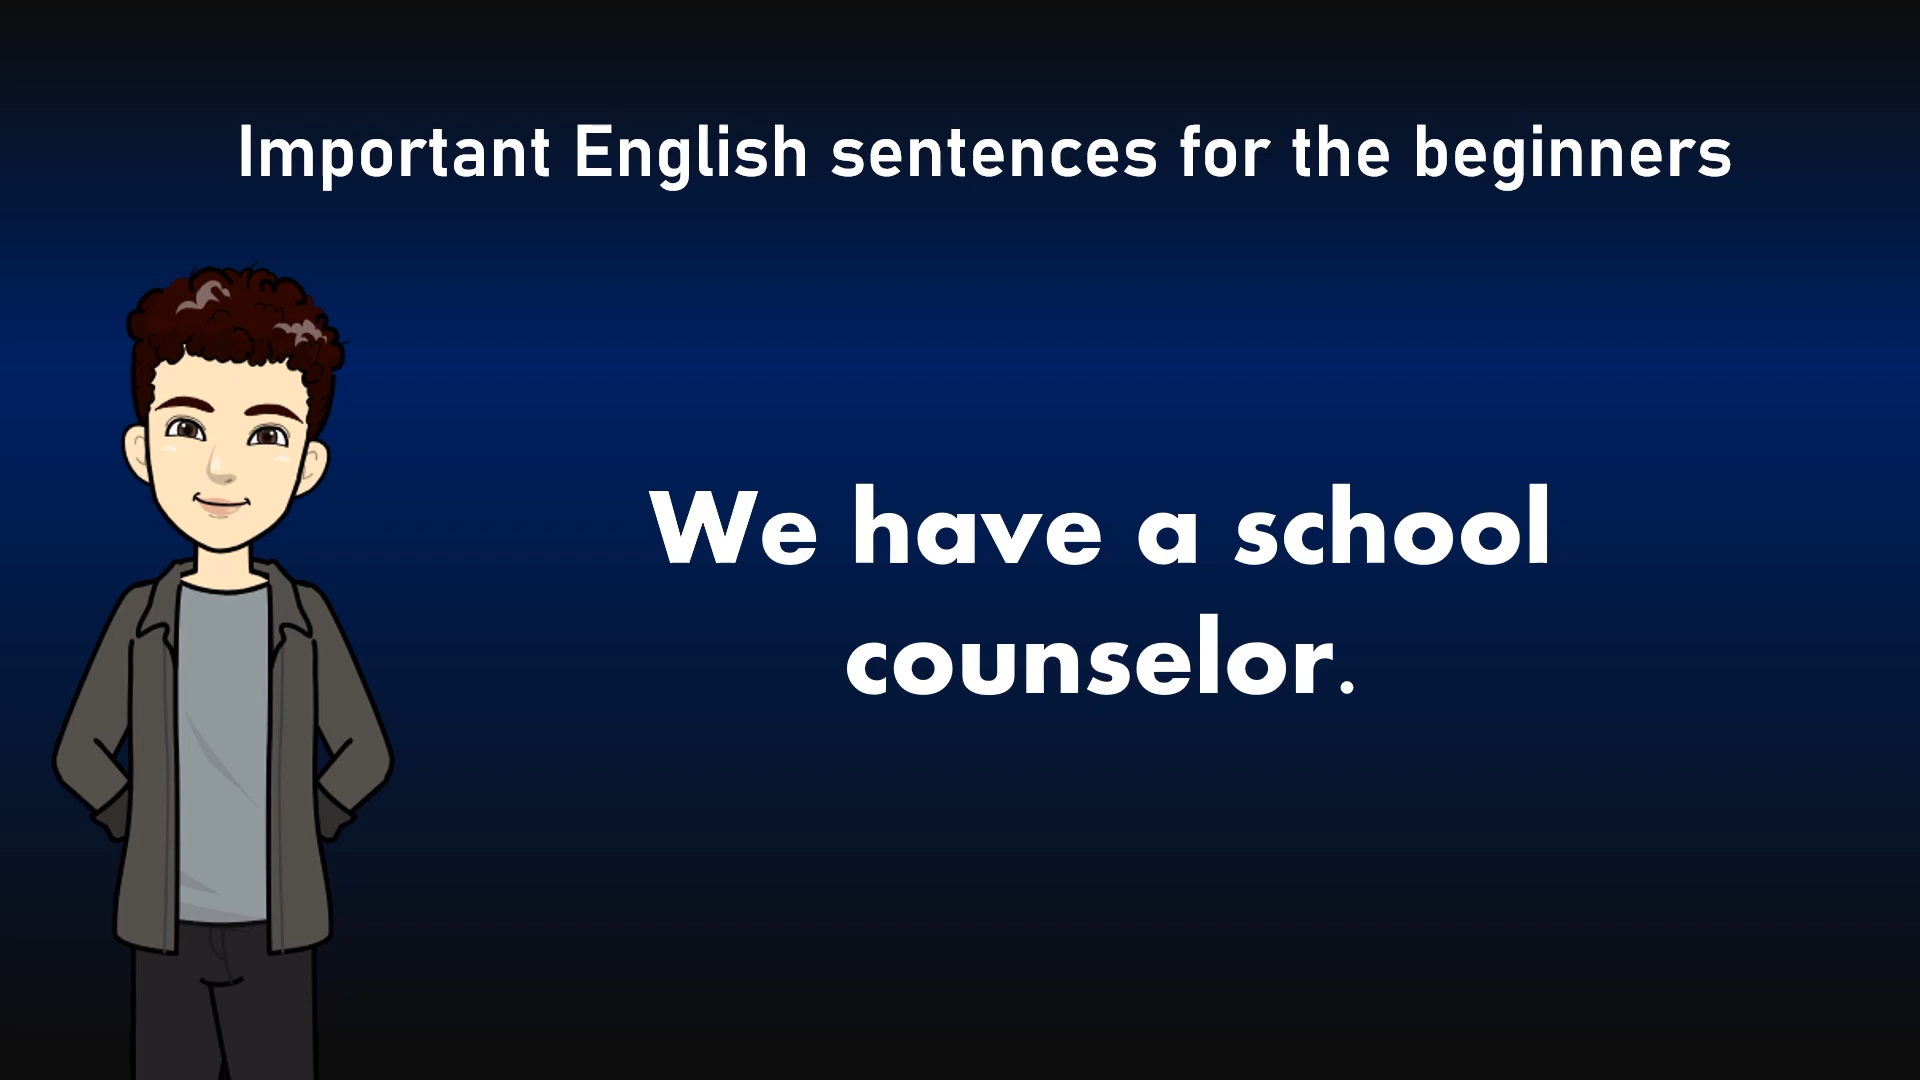 Important English sentences for the beginners
We have a school
counselor.